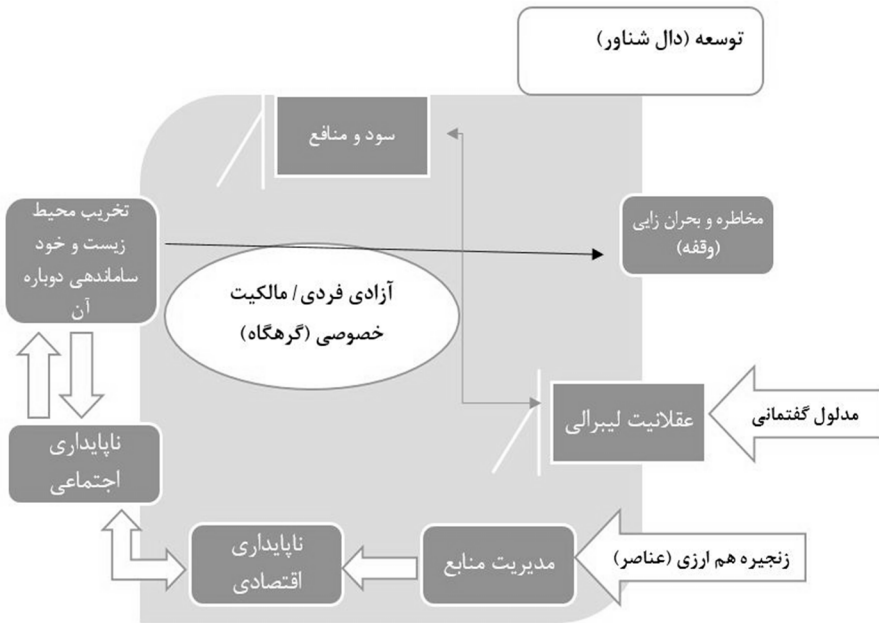 توسعه (دال شناور)
سود و منافع
تخریب محیط
زیست و خود
ساماندهی دوباره
آن
مخاطره و بحران زایی
(وقفه)
آزادی فردی/ مالکیت
خصوصی (گرهگاه)
عقلانیت لیبرالی
مدلول گفتمانی
ناپایداری
اجتماعی
زنجیره هم ارزی (عناصر)
مدیریت منابع
ناپایداری
اقتصادی